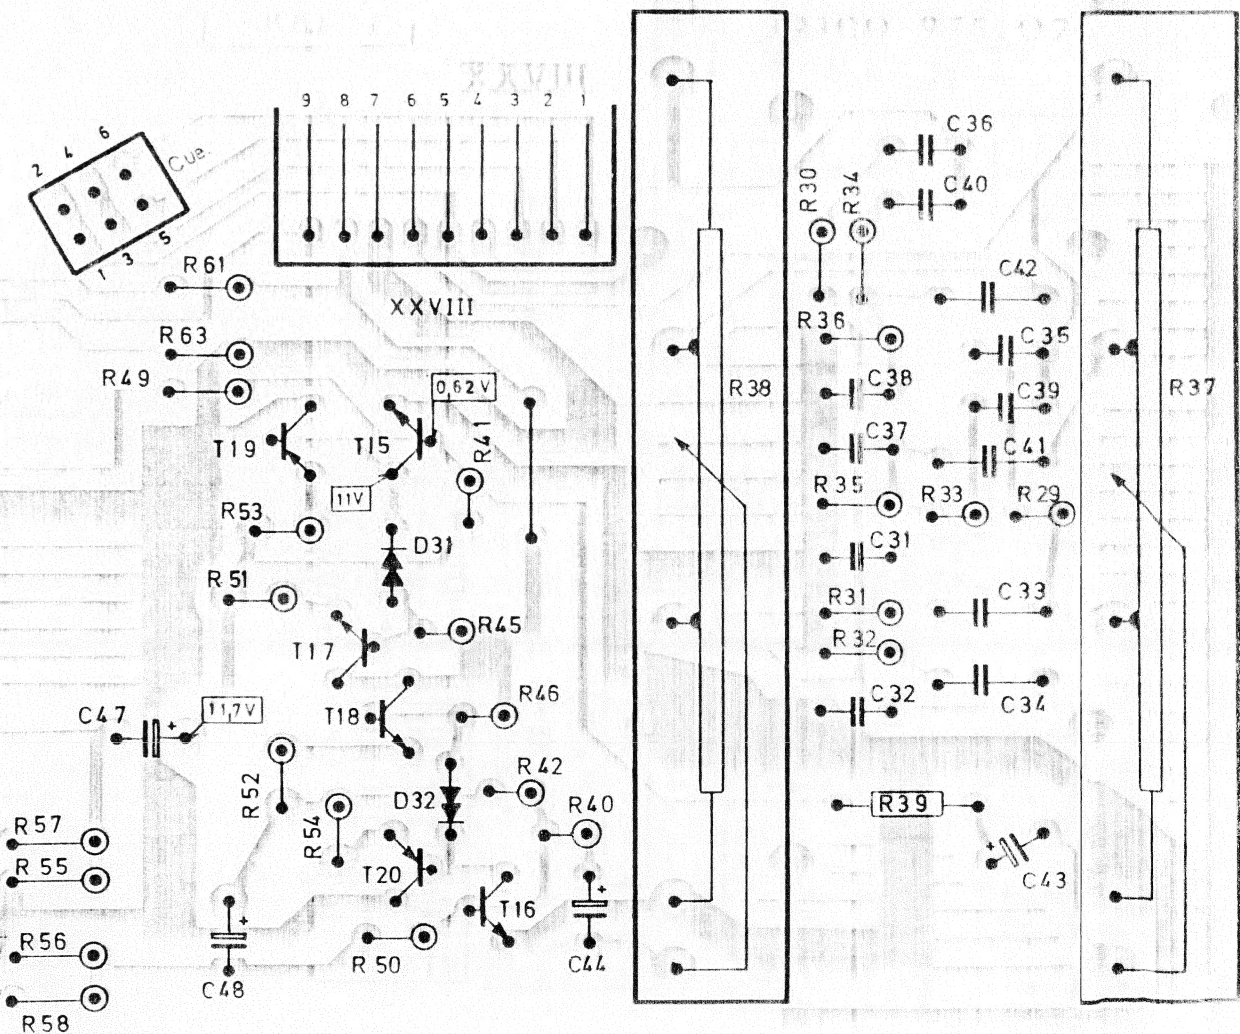 9 8 7 6 5 4 3 2 1
6
4
2
Cue.
5
3
1
C36
R30
R34
C40
R61
C42
XXVIII
R63
R36
C35
R49
0,62V
R38
C38
C39
R37
T19
T15
R41
C37
C41
11V
R35
R33
R29
R53
D31
C31
R51
R31
C33
R45
T17
R32
R46
C32
C34
C47
11,7V
T18
R52
R42
D32
R40
R39
R54
R57
+
R55
T20
C43
+
+
T16
R56
R50
C44
C48
R58
+